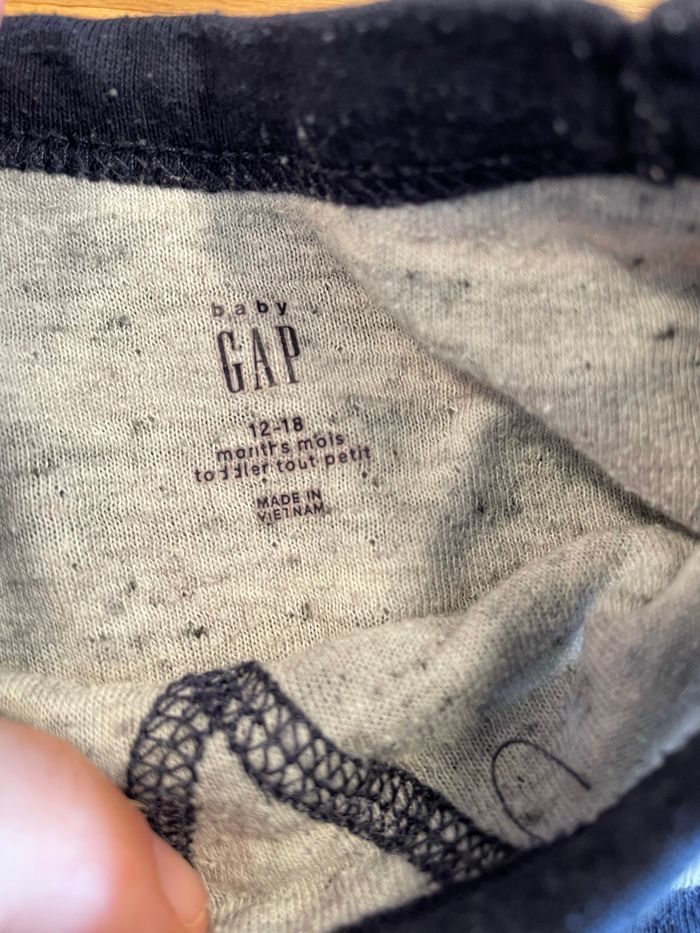 baby
GAP
12-18
months mois
toddler tout petit
MADE IN
VIETNAM